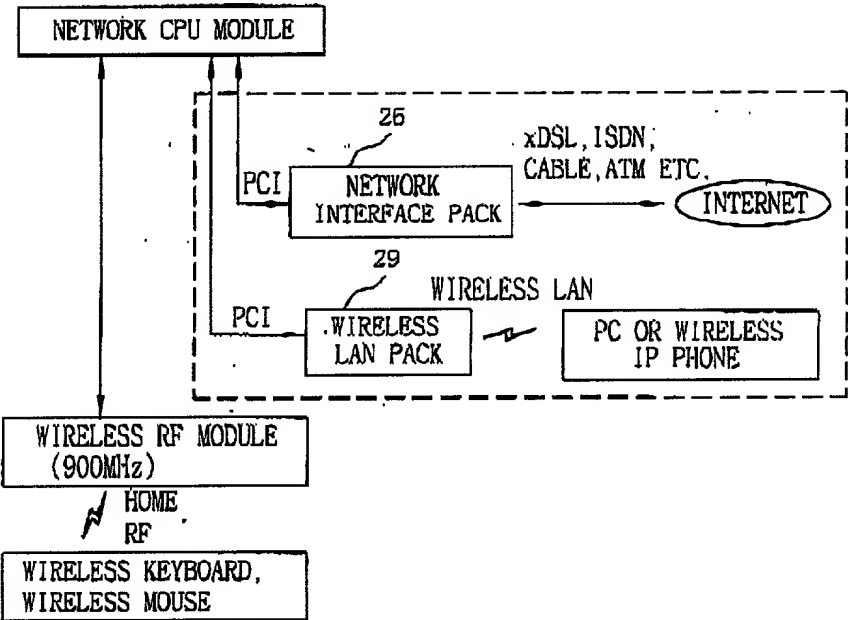 NETWORK CPU MODULE
26
xDSL, ISDN,
CABLE, ATM ETC.
PCI
NETWORK
INTERFACE PACK
INTERNET
29
WIRELESS LAN
PCI
WIRELESS
LAN PACK
PC OR WIRELESS
IP PHONE
WIRELESS RF MODULE
(900MHz)
HOME
RF
WIRELESS KEYBOARD,
WIRELESS MOUSE